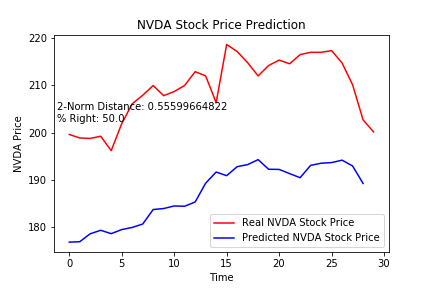 NVDA Stock Price Prediction
220
210
2-Norm Distance: 0.55599664822
% Right: 50.0
200
190
180
NVDA Price
Real NVDA Stock Price
Predicted NVDA Stock Price
0 5 10 15 20 25 30
Time